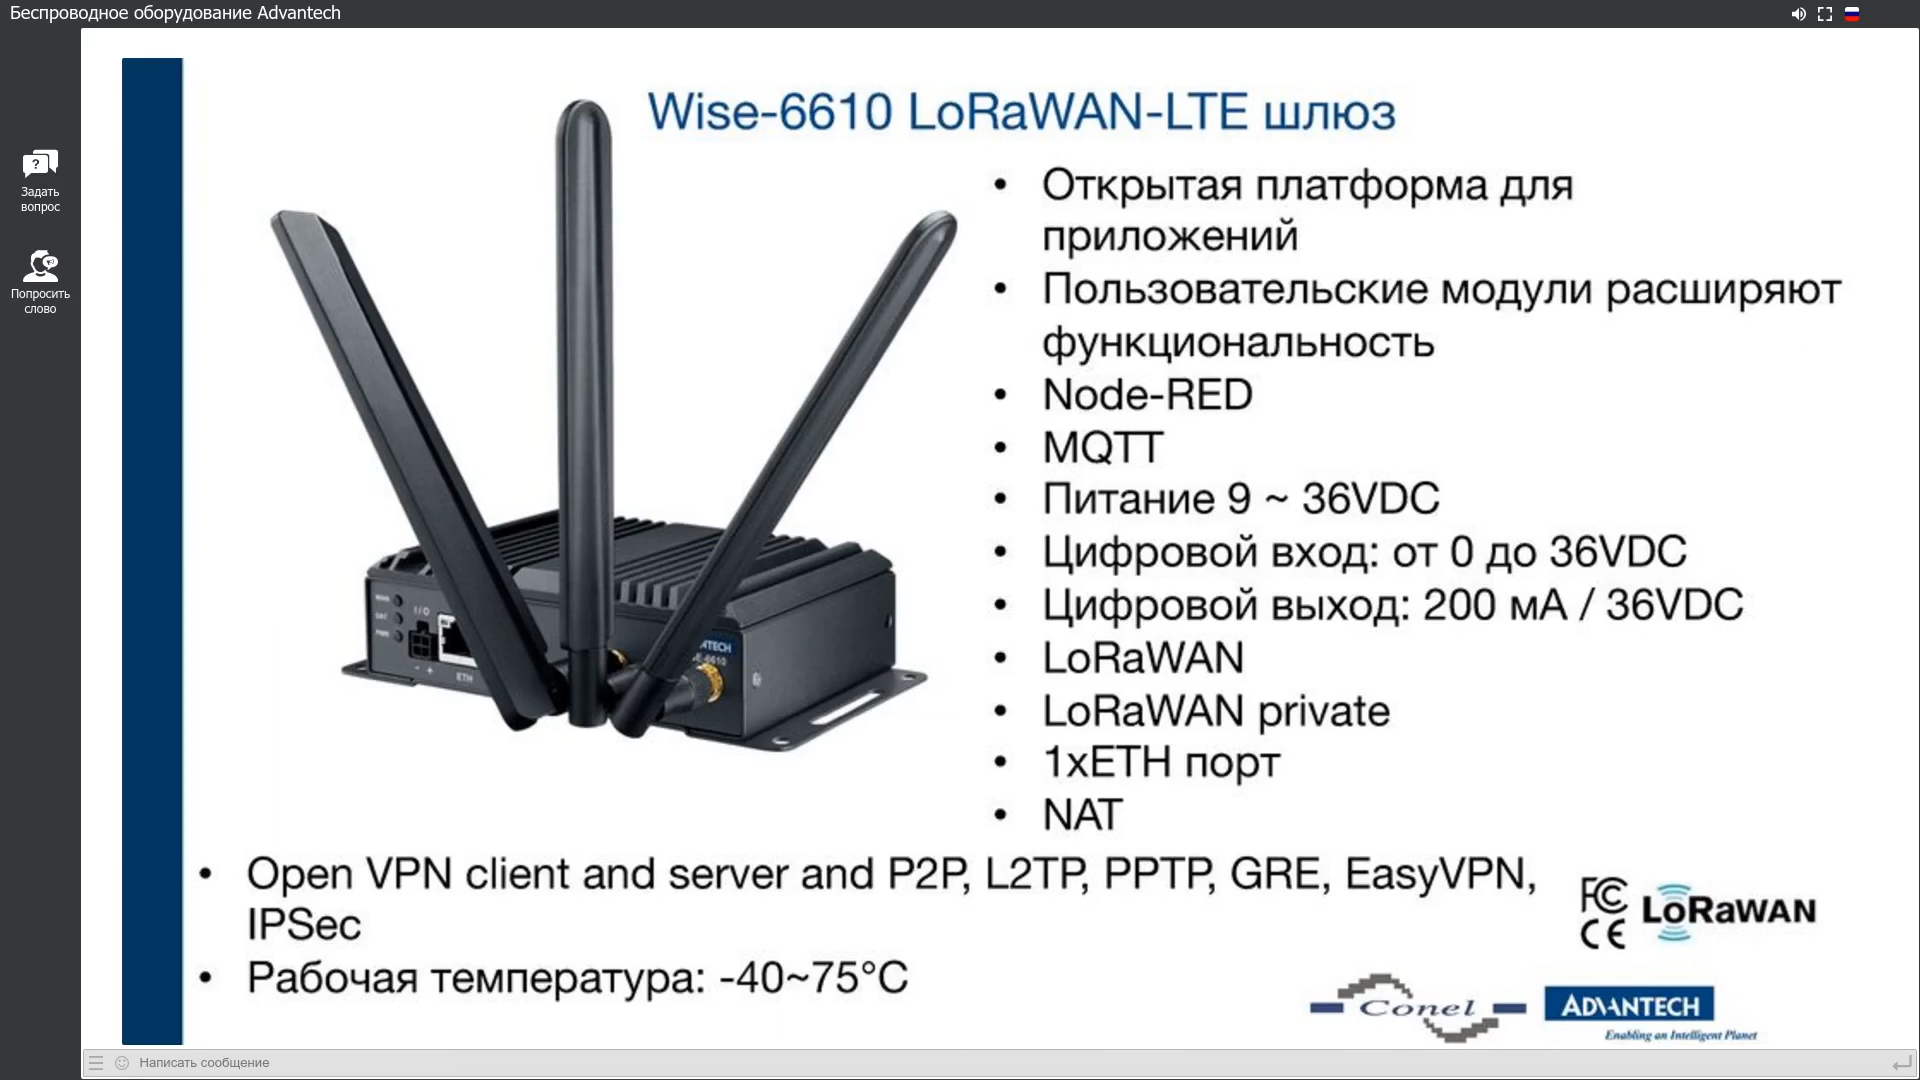 Беспроводное оборудование Advantech
Задать
вопрос
Попросить
слово
Wise-6610 LoRaWAN-LTE шлюз
• Открытая платформа для
приложений
• Пользовательские модули расширяют
функциональность
• Node-RED
• MQTT
• Питание 9 ~ 36VDC
• Цифровой вход: от 0 до 36VDC
• Цифровой выход: 200 мА / 36VDC
• LoRaWAN
• LoRaWAN private
• 1xETH порт
• NAT
I/O
PWR
- +
ETH
• Open VPN client and server and P2P, L2TP, PPTP, GRE, EasyVPN,
IPSec
• Рабочая температура: -40~75°C
FC
CE
LoRaWAN
Conel
ADVANTECH
Enabling an Intelligent Planet
Написать сообщение